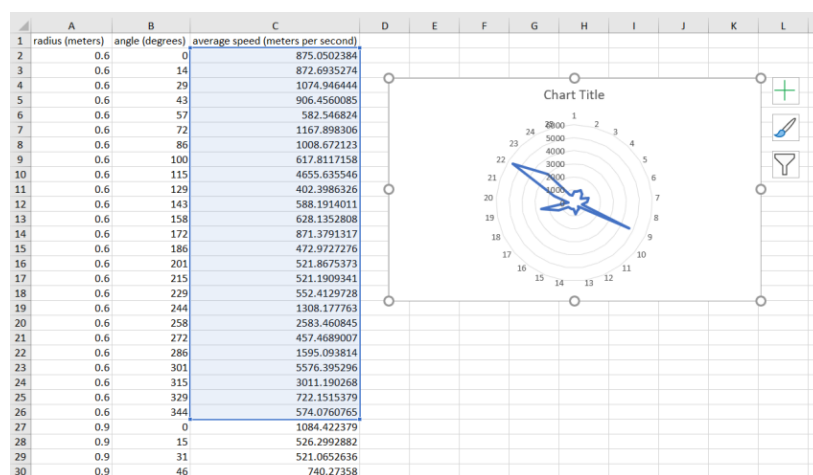 A B C D E F G H I J K L
1 radius (meters) angle (degrees) average speed (meters per second)
2 0.6 0 875.0502384
3 0.6 14 872.6935274
4 0.6 29 1074.946444
5 0.6 43 906.4560085
6 0.6 57 582.546824
7 0.6 72 1167.898306
8 0.6 86 1008.672123
9 0.6 100 617.8117158
10 0.6 115 4655.635546
11 0.6 129 402.3986326
12 0.6 143 588.1914011
13 0.6 158 628.1352808
14 0.6 172 871.3791317
15 0.6 186 472.9727276
16 0.6 201 521.8675373
17 0.6 215 521.1909341
18 0.6 229 552.4129728
19 0.6 244 1308.177763
20 0.6 258 2583.460845
21 0.6 272 457.4689007
22 0.6 286 1595.093814
23 0.6 301 5576.395296
24 0.6 315 3011.190268
25 0.6 329 722.1515379
26 0.6 344 574.0760765
27 0.9 0 1084.422379
28 0.9 15 526.2992882
29 0.9 31 521.0652636
30 0.9 46 740.27358
Chart Title
1
2
3
4
5
6
7
8
9
10
11
12
13
14
15
16
17
18
19
20
21
22
23
24
5000
4000
3000
2000
1000